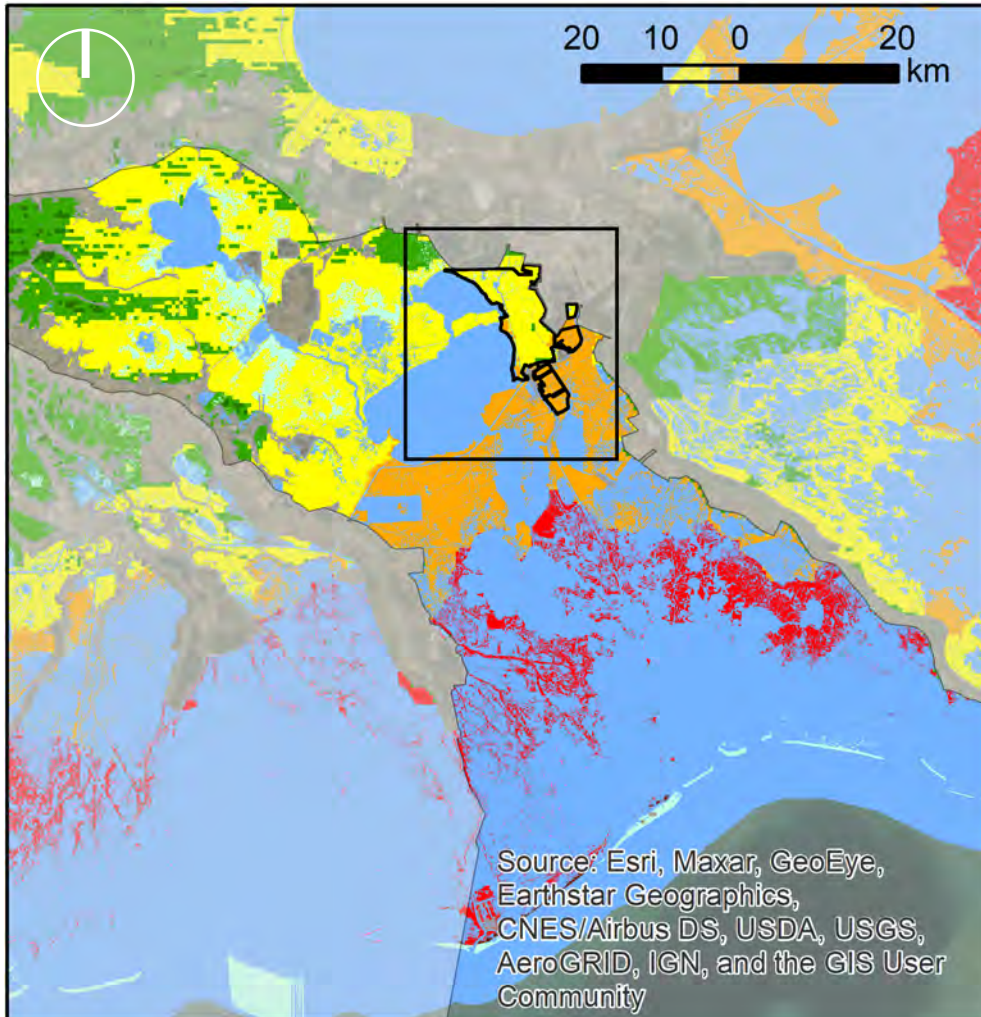 20 10 0 20
km
Source: Esri, Maxar, GeoEye,
Earthstar Geographics,
CNES/Airbus DS, USDA, USGS,
AeroGRID, IGN, and the GIS User
Community